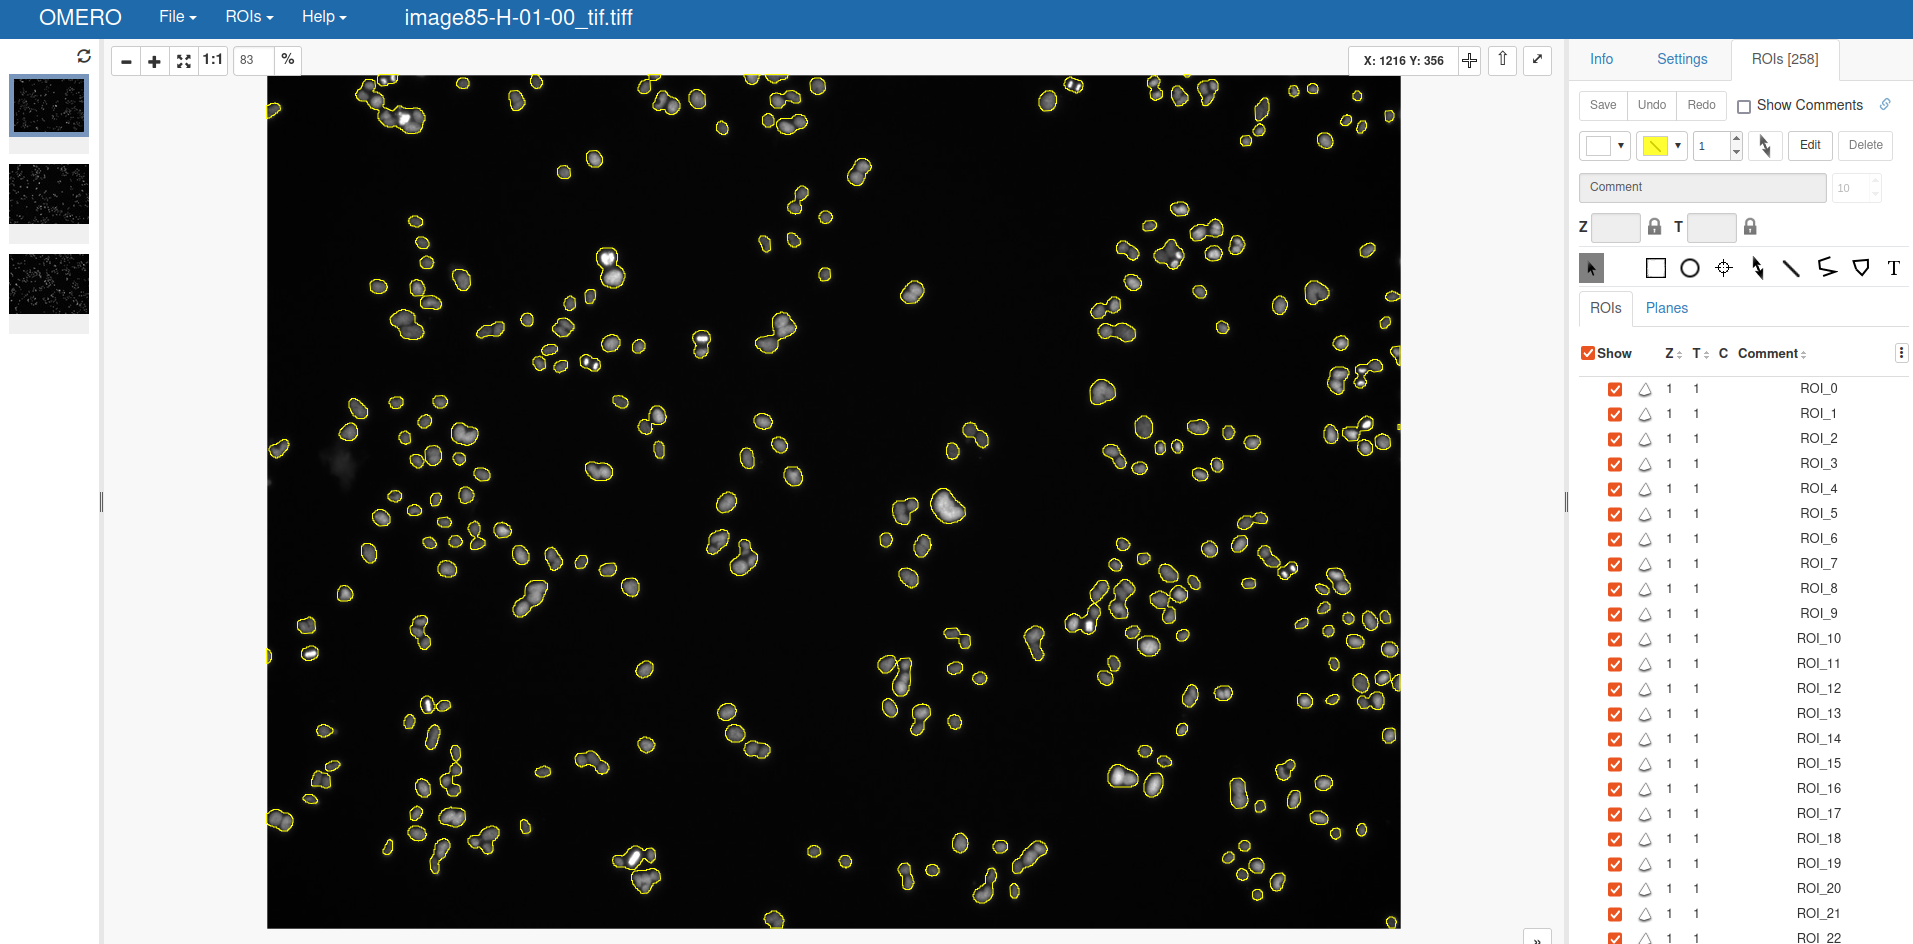 OMERO File ROIs Help image85-H-01-00_tif.tiff
1:1 83 % X: 1216 Y: 356
Info Settings ROIs [258]
Save Undo Redo Show Comments
1 Edit Delete
Comment 10
Z T
T
ROIs Planes
Show Z T C Comment
1 1 ROI_0
1 1 ROI_1
1 1 ROI_2
1 1 ROI_3
1 1 ROI_4
1 1 ROI_5
1 1 ROI_6
1 1 ROI_7
1 1 ROI_8
1 1 ROI_9
1 1 ROI_10
1 1 ROI_11
1 1 ROI_12
1 1 ROI_13
1 1 ROI_14
1 1 ROI_15
1 1 ROI_16
1 1 ROI_17
1 1 ROI_18
1 1 ROI_19
1 1 ROI_20
1 1 ROI_21
1 1 ROI_22
»